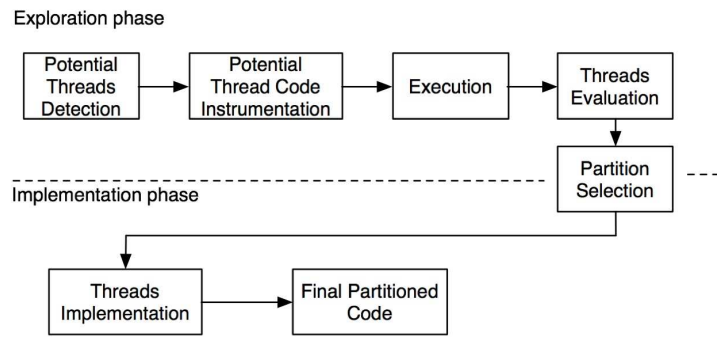 Exploration phase
Potential
Threads
Detection
Potential
Thread Code
Instrumentation
Execution
Threads
Evaluation
Partition
Selection
Implementation phase
Threads
Implementation
Final Partitioned
Code